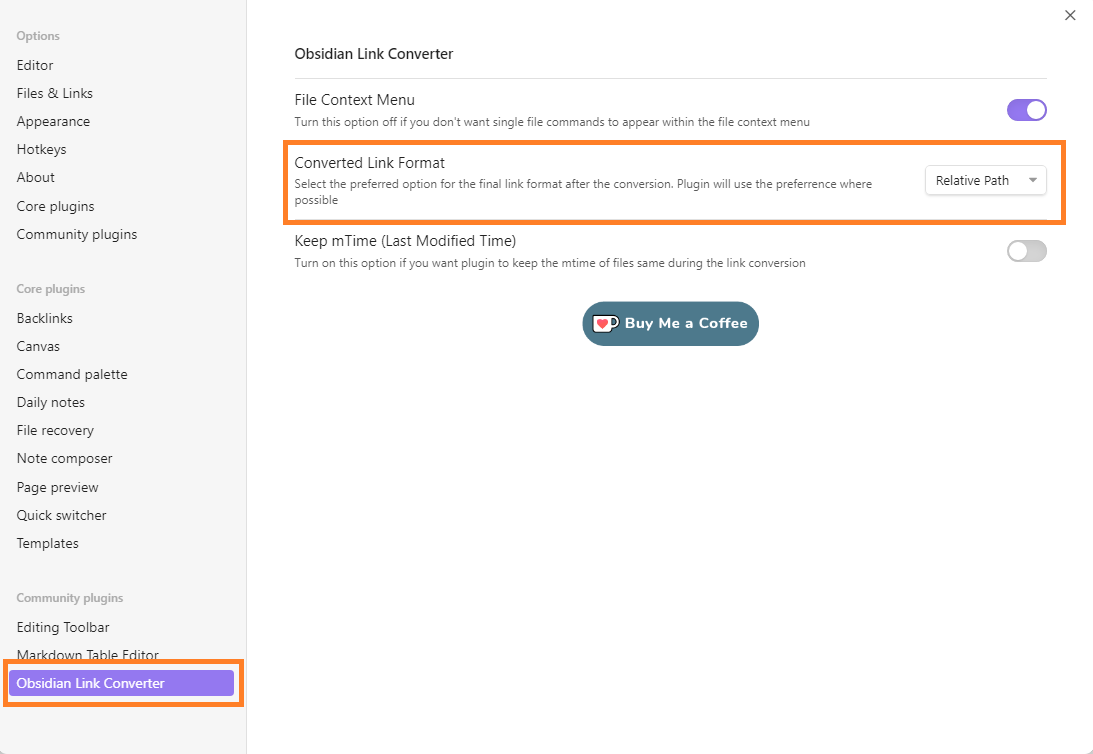 Options
Editor
Files & Links
Appearance
Hotkeys
About
Core plugins
Community plugins
Core plugins
Backlinks
Canvas
Command palette
Daily notes
File recovery
Note composer
Page preview
Quick switcher
Templates
Community plugins
Editing Toolbar
Markdown Table Editor
Obsidian Link Converter
Obsidian Link Converter
File Context Menu
Turn this option off if you don't want single file commands to appear within the file context menu
Converted Link Format
Select the preferred option for the final link format after the conversion. Plugin will use the preferrence where
possible
Relative Path
Keep mTime (Last Modified Time)
Turn on this option if you want plugin to keep the mtime of files same during the link conversion
Buy Me a Coffee